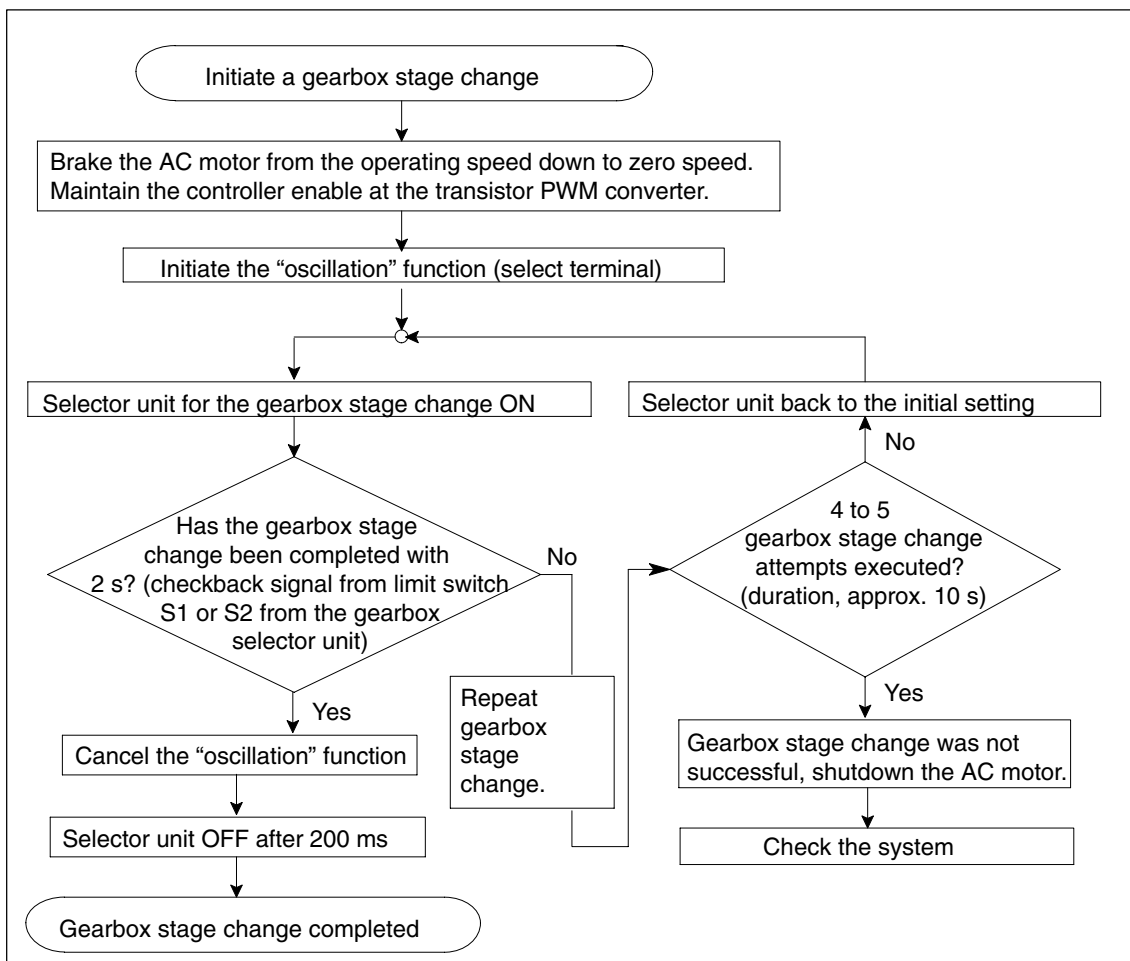 Initiate a gearbox stage change
Brake the AC motor from the operating speed down to zero speed.
Maintain the controller enable at the transistor PWM converter.
Initiate the “oscillation” function (select terminal)
Selector unit for the gearbox stage change ON
Selector unit back to the initial setting
No
Has the gearbox stage
change been completed with
2 s? (checkback signal from limit switch
S1 or S2 from the gearbox
selector unit)
No
4 to 5
gearbox stage change
attempts executed?
(duration, approx. 10 s)
Yes
Yes
Repeat
gearbox
stage
change.
Cancel the “oscillation” function
Gearbox stage change was not
successful, shutdown the AC motor.
Selector unit OFF after 200 ms
Check the system
Gearbox stage change completed